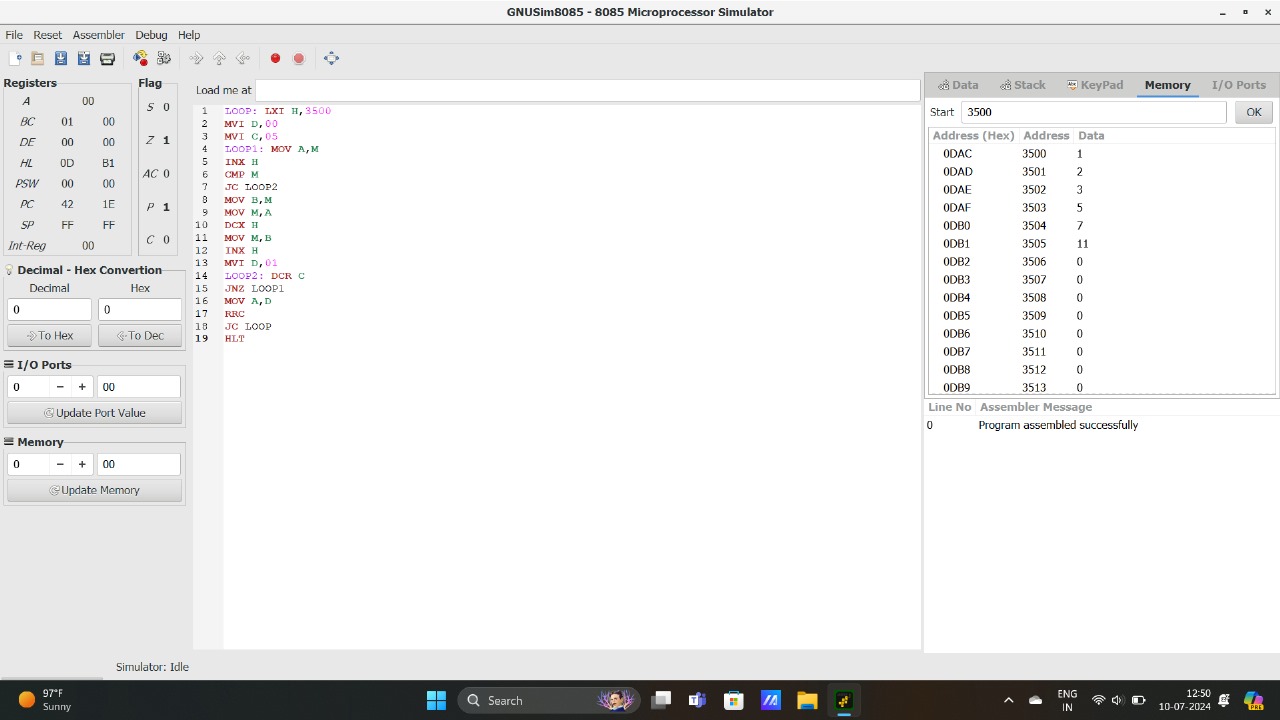 GNUSim8085 - 8085 Microprocessor Simulator
File Reset Assembler Debug Help
Registers
A 00
BC 01 00
DE 00 00
HL 0D B1
PSW 00 00
PC 42 1E
SP FF FF
Int-Reg 00
Flag
S 0
Z 1
AC 0
P 1
C 0
Decimal - Hex Convertion
Decimal Hex
0 0
To Hex To Dec
I/O Ports
0 − + 00
Update Port Value
Memory
0 − + 00
Update Memory
Load me at
1 LOOP: LXI H,3500
2 MVI D,00
3 MVI C,05
4 LOOP1: MOV A,M
5 INX H
6 CMP M
7 JC LOOP2
8 MOV B,M
9 MOV M,A
10 DCX H
11 MOV M,B
12 INX H
13 MVI D,01
14 LOOP2: DCR C
15 JNZ LOOP1
16 MOV A,D
17 RRC
18 JC LOOP
19 HLT
Data Stack KeyPad Memory I/O Ports
Start 3500 OK
Address (Hex) Address Data
0DAC 3500 1
0DAD 3501 2
0DAE 3502 3
0DAF 3503 5
0DB0 3504 7
0DB1 3505 11
0DB2 3506 0
0DB3 3507 0
0DB4 3508 0
0DB5 3509 0
0DB6 3510 0
0DB7 3511 0
0DB8 3512 0
0DB9 3513 0
Line No Assembler Message
0 Program assembled successfully
Simulator: Idle
97°F
Sunny
Search
ENG
IN
12:50
10-07-2024
PRE